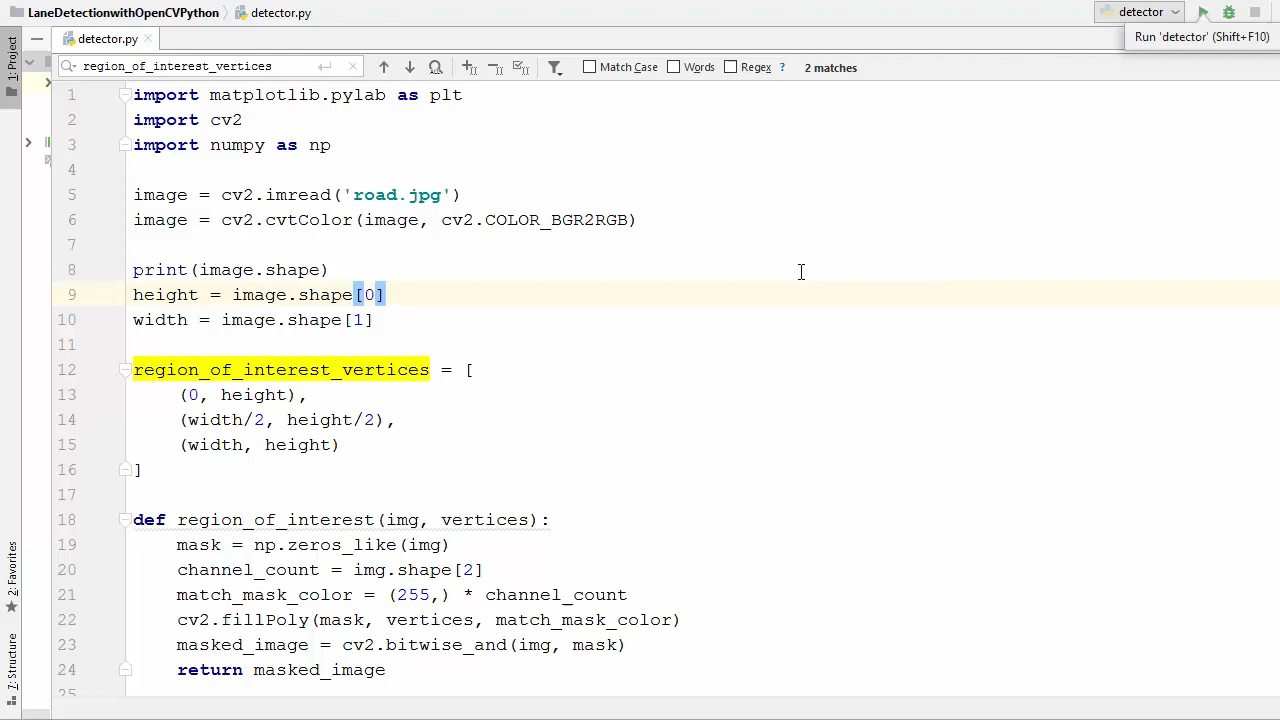 LaneDetectionwithOpenCVPython detector.py detector
Run 'detector' (Shift+F10)
detector.py
1: Project
region_of_interest_vertices Match Case Words Regex ? 2 matches
1 import matplotlib.pylab as plt
2 import cv2
3 import numpy as np
4
5 image = cv2.imread('road.jpg')
6 image = cv2.cvtColor(image, cv2.COLOR_BGR2RGB)
7
8 print(image.shape)
9 height = image.shape[0]
10 width = image.shape[1]
11
12 region_of_interest_vertices = [
13 (0, height),
14 (width/2, height/2),
15 (width, height)
16 ]
17
18 def region_of_interest(img, vertices):
19 mask = np.zeros_like(img)
20 channel_count = img.shape[2]
21 match_mask_color = (255,) * channel_count
22 cv2.fillPoly(mask, vertices, match_mask_color)
23 masked_image = cv2.bitwise_and(img, mask)
24 return masked_image
25
2: Favorites
7: Structure